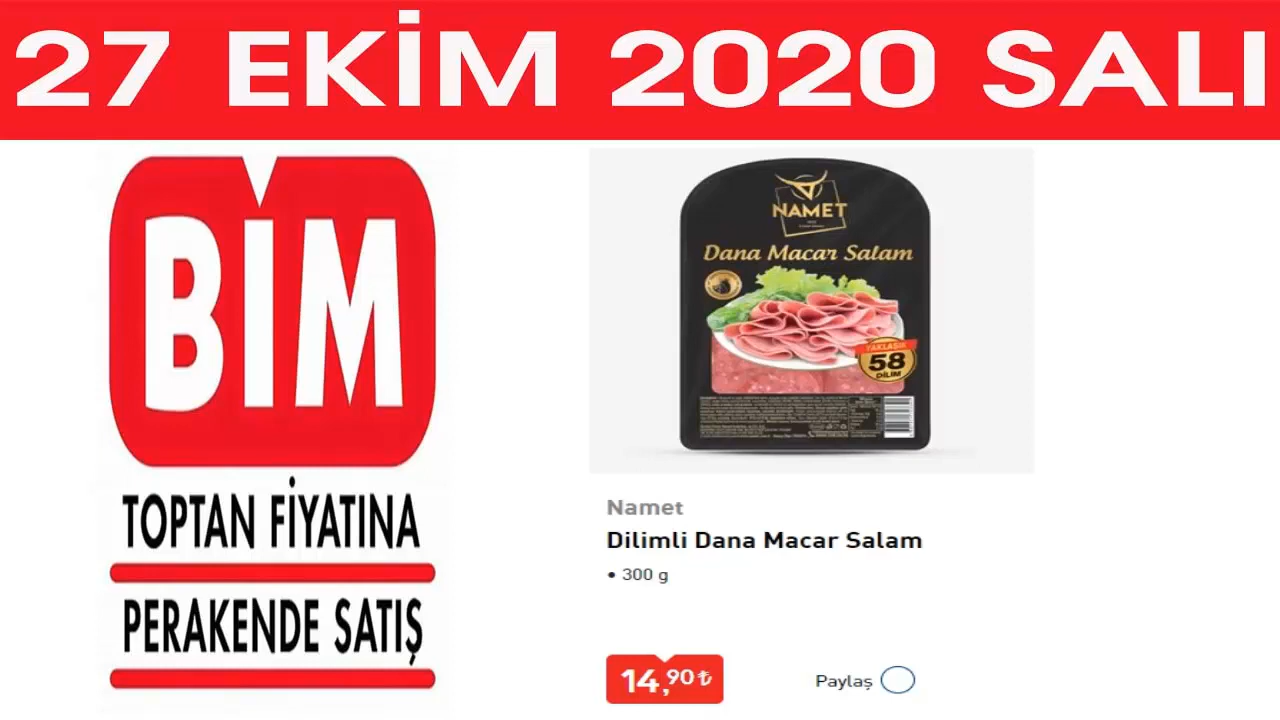 27 EKİM 2020 SALI
BİM
TOPTAN FİYATINA
PERAKENDE SATIŞ
NAMET
Dana Macar Salam
YAKLAŞIK
58
DİLİM
Namet
Dilimli Dana Macar Salam
• 300 g
14,90₺
Paylaş